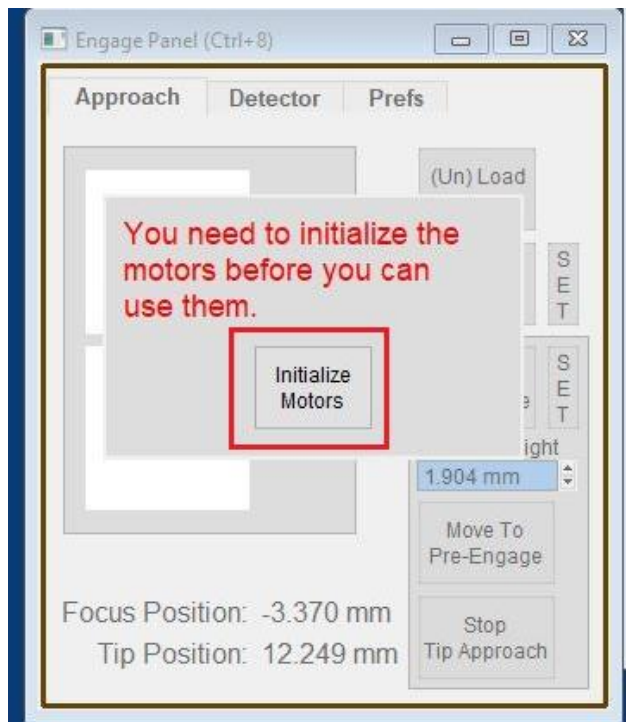 Engage Panel (Ctrl+8)
Approach Detector Prefs
(Un) Load
You need to initialize the
motors before you can
use them.
S
E
T
Initialize
Motors
S
E
T
1.904 mm
Move To
Pre-Engage
Focus Position: -3.370 mm
Tip Position: 12.249 mm
Stop
Tip Approach